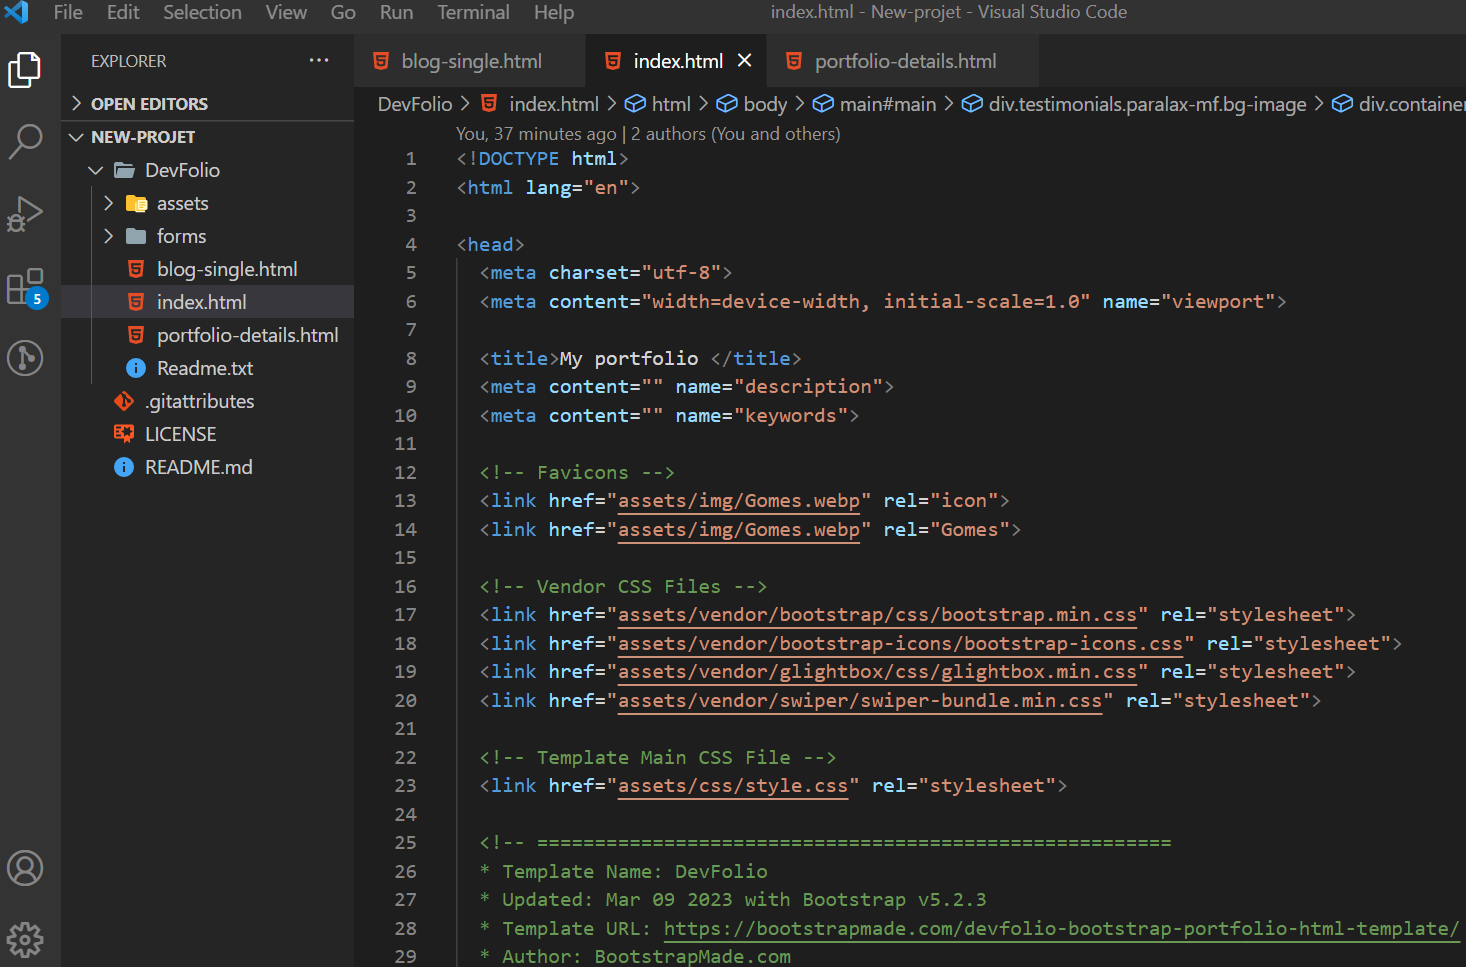 File Edit Selection View Go Run Terminal Help
index.html - New-projet - Visual Studio Code
EXPLORER ...
OPEN EDITORS
NEW-PROJET
DevFolio
assets
forms
blog-single.html
index.html
portfolio-details.html
Readme.txt
.gitattributes
LICENSE
README.md
5
blog-single.html index.html portfolio-details.html
DevFolio > index.html > html > body > main#main > div.testimonials.paralax-mf.bg-image > div.container
You, 37 minutes ago | 2 authors (You and others)
1 <!DOCTYPE html>
2 <html lang="en">
3
4 <head>
5 <meta charset="utf-8">
6 <meta content="width=device-width, initial-scale=1.0" name="viewport">
7
8 <title>My portfolio </title>
9 <meta content="" name="description">
10 <meta content="" name="keywords">
11
12 <!-- Favicons -->
13 <link href="assets/img/Gomes.webp" rel="icon">
14 <link href="assets/img/Gomes.webp" rel="Gomes">
15
16 <!-- Vendor CSS Files -->
17 <link href="assets/vendor/bootstrap/css/bootstrap.min.css" rel="stylesheet">
18 <link href="assets/vendor/bootstrap-icons/bootstrap-icons.css" rel="stylesheet">
19 <link href="assets/vendor/glightbox/css/glightbox.min.css" rel="stylesheet">
20 <link href="assets/vendor/swiper/swiper-bundle.min.css" rel="stylesheet">
21
22 <!-- Template Main CSS File -->
23 <link href="assets/css/style.css" rel="stylesheet">
24
25 <!-- =======================================================
26 * Template Name: DevFolio
27 * Updated: Mar 09 2023 with Bootstrap v5.2.3
28 * Template URL: https://bootstrapmade.com/devfolio-bootstrap-portfolio-html-template/
29 * Author: BootstrapMade.com